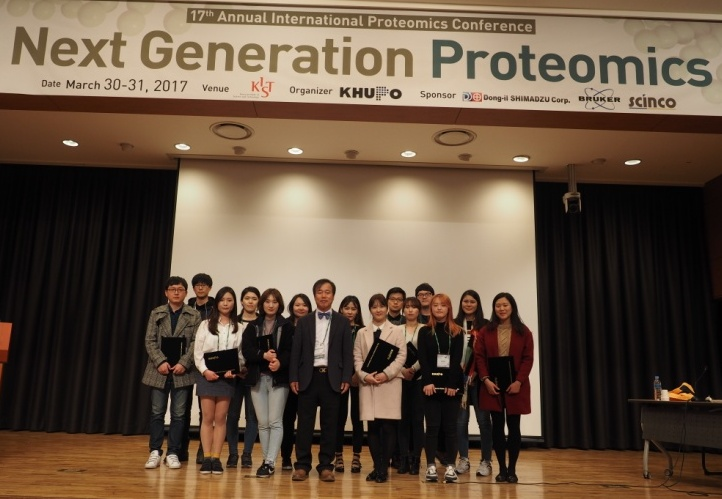 17th Annual International Proteomics Conference
Next Generation Proteomics
Date March 30-31, 2017 Venue KIST Organizer KHUPO Sponsor Dong-il SHIMADZU Corp. BRUKER scinco